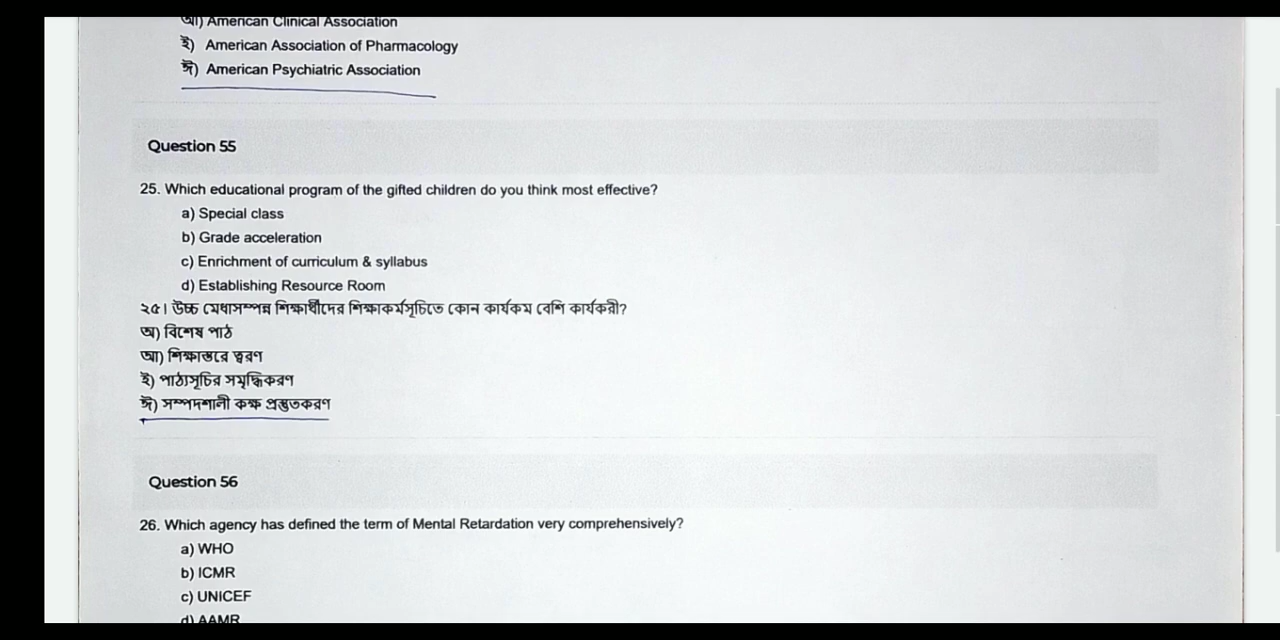 আ) American Clinical Association
ই) American Association of Pharmacology
ঈ) American Psychiatric Association
Question 55
25. Which educational program of the gifted children do you think most effective?
a) Special class
b) Grade acceleration
c) Enrichment of curriculum & syllabus
d) Establishing Resource Room
২৫। উচ্চ মেধাসম্পন্ন শিক্ষার্থীদের শিক্ষাকর্মসূচিতে কোন কার্যকম বেশি কার্যকরী?
অ) বিশেষ পাঠ
আ) শিক্ষাস্তরে ত্বরণ
ই) পাঠ্যসূচির সমৃদ্ধিকরণ
ঈ) সম্পদশালী কক্ষ প্রস্তুতকরণ
Question 56
26. Which agency has defined the term of Mental Retardation very comprehensively?
a) WHO
b) ICMR
c) UNICEF
d) AAMR